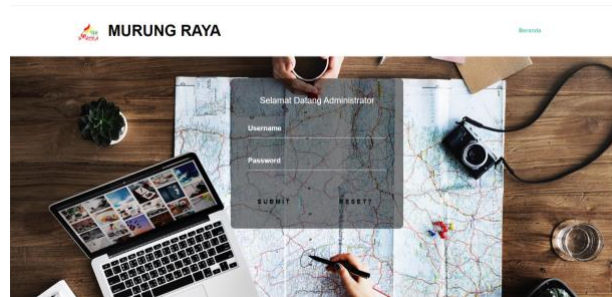 MURUNG RAYA
Beranda
Selamat Datang Administrator
Username
Password
SUBMIT RESET?